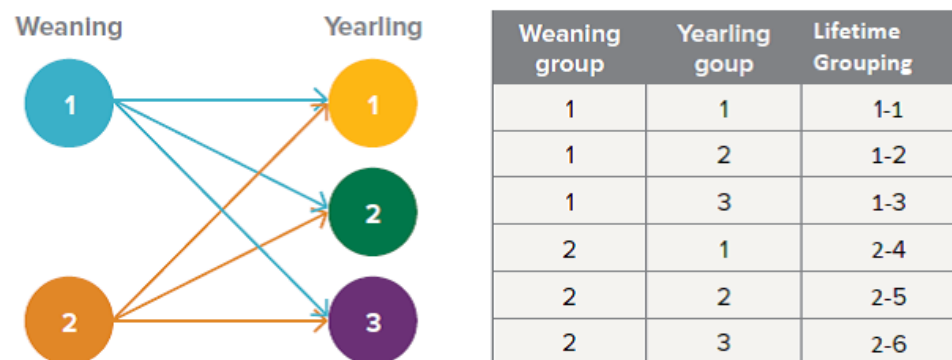 Weaning Yearling
1 1
2
2 3
Weaning group Yearling goup Lifetime Grouping
1 1 1-1
1 2 1-2
1 3 1-3
2 1 2-4
2 2 2-5
2 3 2-6